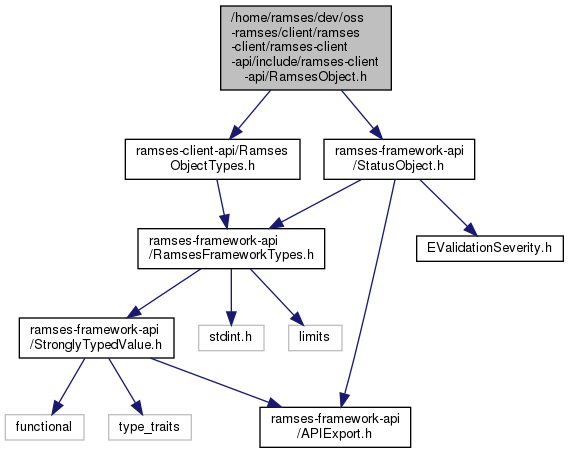 /home/ramses/dev/oss
-ramses/client/ramses
-client/ramses-client
-api/include/ramses-client
-api/RamsesObject.h
ramses-client-api/Ramses
ObjectTypes.h
ramses-framework-api
/StatusObject.h
ramses-framework-api
/RamsesFrameworkTypes.h
EValidationSeverity.h
ramses-framework-api
/StronglyTypedValue.h
stdint.h
limits
functional
type_traits
ramses-framework-api
/APIExport.h